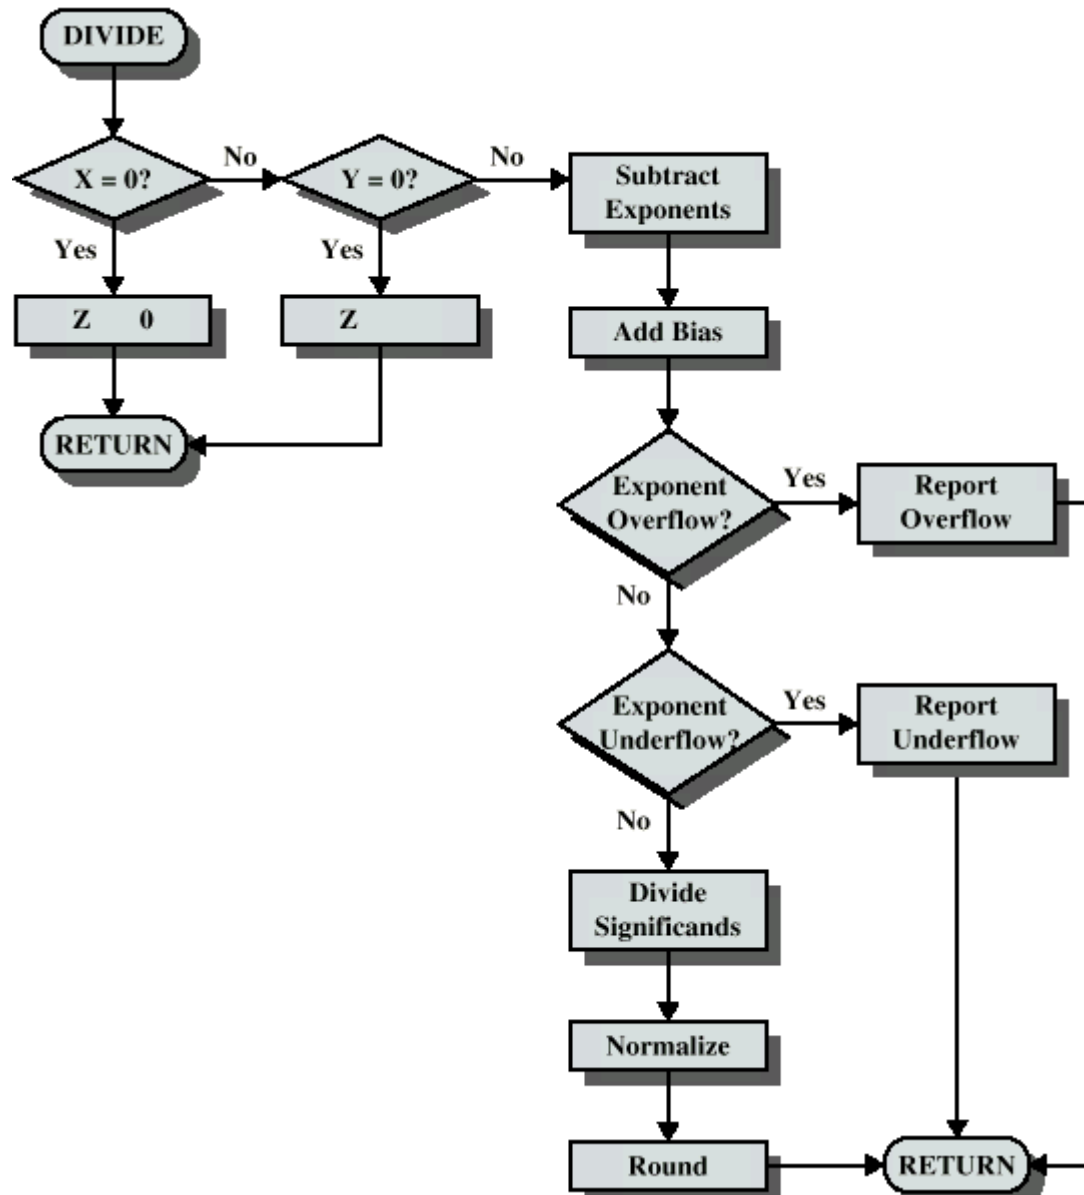 DIVIDE
X = 0?
No
Y = 0?
No
Subtract
Exponents
Yes
Yes
Z 0
Z
Add Bias
RETURN
Exponent
Overflow?
Yes
Report
Overflow
No
Exponent
Underflow?
Yes
Report
Underflow
No
Divide
Significands
Normalize
Round
RETURN